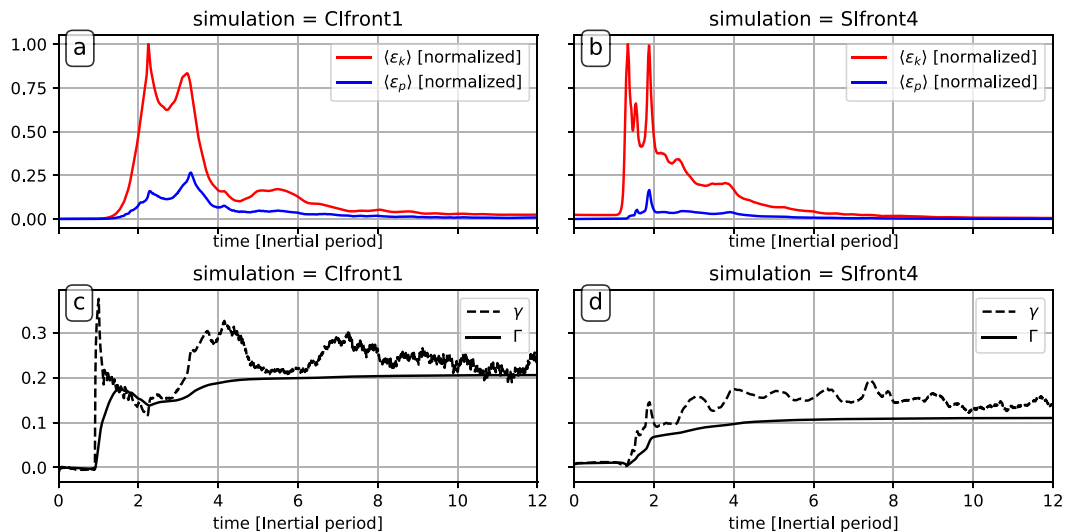 simulation = CIfront1
simulation = SIfront4
a
b
⟨εₖ⟩ [normalized]
⟨εₚ⟩ [normalized]
⟨εₖ⟩ [normalized]
⟨εₚ⟩ [normalized]
1.00
0.75
0.50
0.25
0.00
time [Inertial period]
time [Inertial period]
simulation = CIfront1
simulation = SIfront4
c
d
γ
Γ
γ
Γ
0.3
0.2
0.1
0.0
0 2 4 6 8 10 12
0 2 4 6 8 10 12
time [Inertial period]
time [Inertial period]